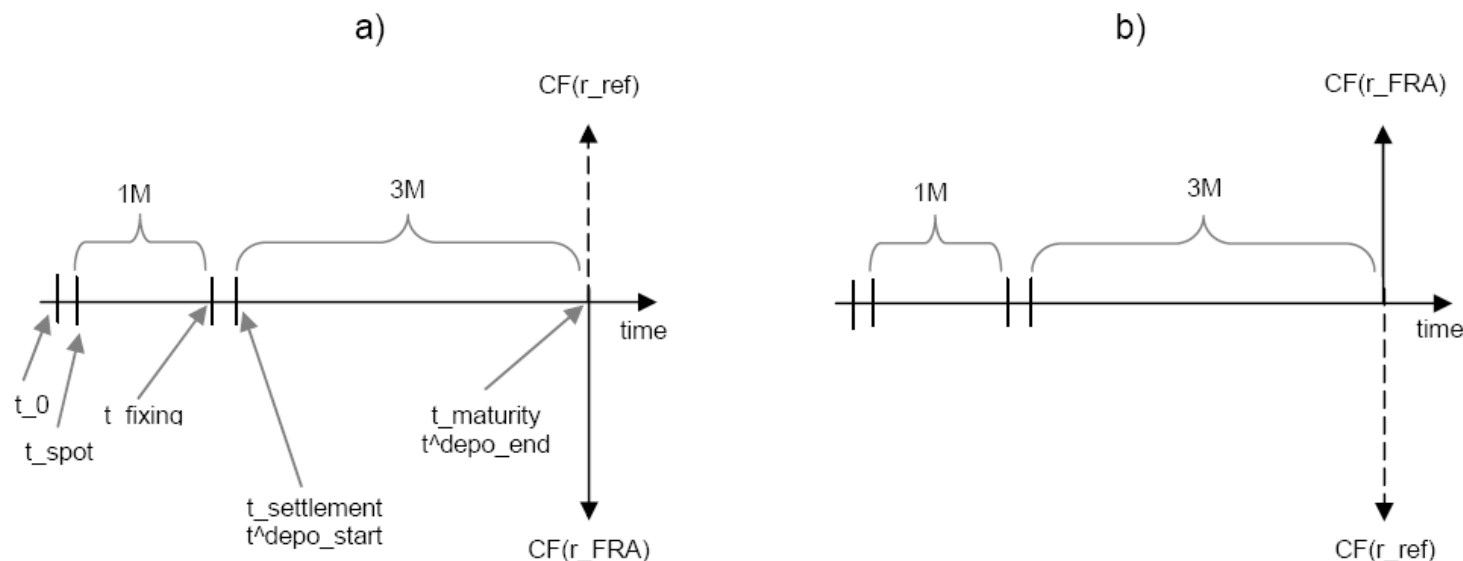 a)
CF(r_ref)
1M
3M
time
t_0
t_spot
t_fixing
t_settlement
t^depo_start
t_maturity
t^depo_end
CF(r_FRA)
b)
CF(r_FRA)
1M
3M
time
CF(r_ref)